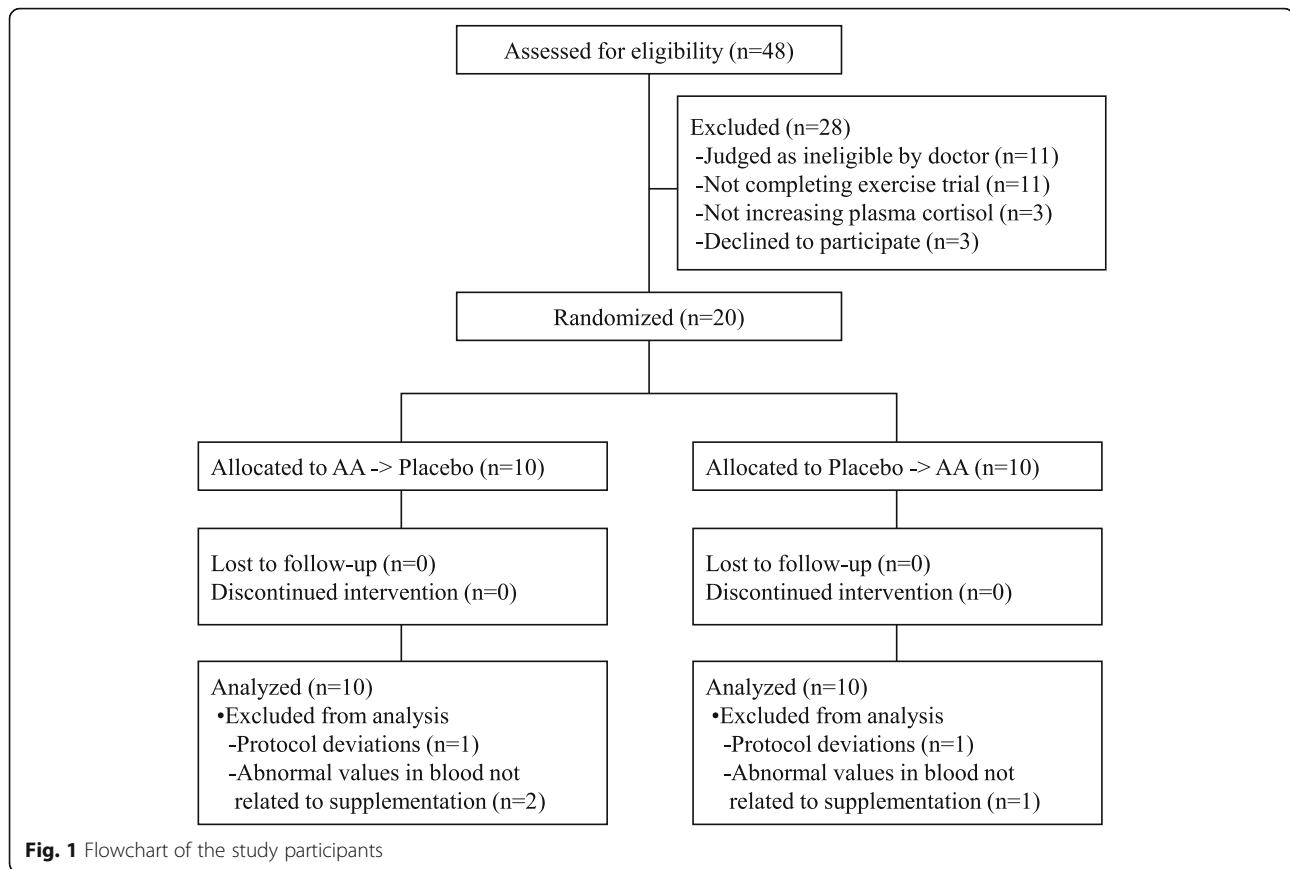 Assessed for eligibility (n=48)
Excluded (n=28)
-Judged as ineligible by doctor (n=11)
-Not completing exercise trial (n=11)
-Not increasing plasma cortisol (n=3)
-Declined to participate (n=3)
Randomized (n=20)
Allocated to AA -> Placebo (n=10)
Lost to follow-up (n=0)
Discontinued intervention (n=0)
Analyzed (n=10)
•Excluded from analysis
-Protocol deviations (n=1)
-Abnormal values in blood not
related to supplementation (n=2)
Allocated to Placebo -> AA (n=10)
Lost to follow-up (n=0)
Discontinued intervention (n=0)
Analyzed (n=10)
•Excluded from analysis
-Protocol deviations (n=1)
-Abnormal values in blood not
related to supplementation (n=1)
Fig. 1 Flowchart of the study participants